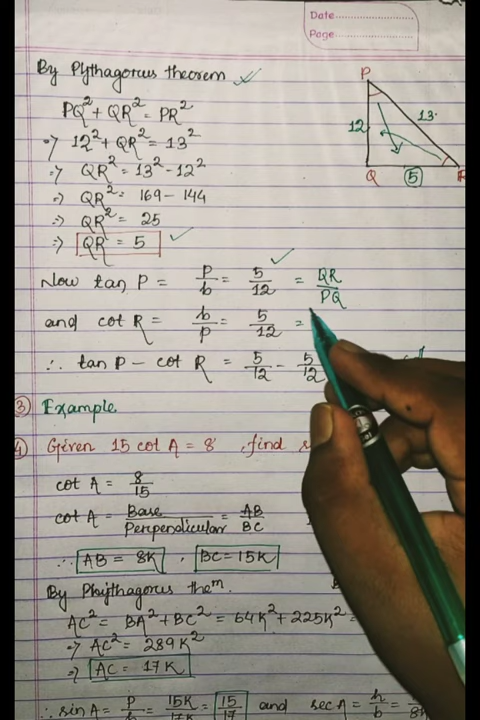 Date
Page
By Pythagorus theorem
PQ² + QR² = PR²
=> 12² + QR² = 13²
=> QR² = 13² - 12²
=> QR² = 169 - 144
=> QR² = 25
=> QR = 5
P
12
13
Q
5
R
Now tan P = P/b = 5/12 = QR/PQ
and cot R = b/p = 5/12 =
∴ tan P - cot R = 5/12 - 5/12
③ Example
④ Given 15 cot A = 8 , find
cot A = 8/15
cot A = Base/Perpendicular = AB/BC
∴ AB = 8K , BC = 15K
By Phythagorus theᵐ.
AC² = BA² + BC² = 64K² + 225K² =
=> AC² = 289K²
=> AC = 17K
∴ sin A = P/h = 15K/17K = 15/17 and sec A = h/b =